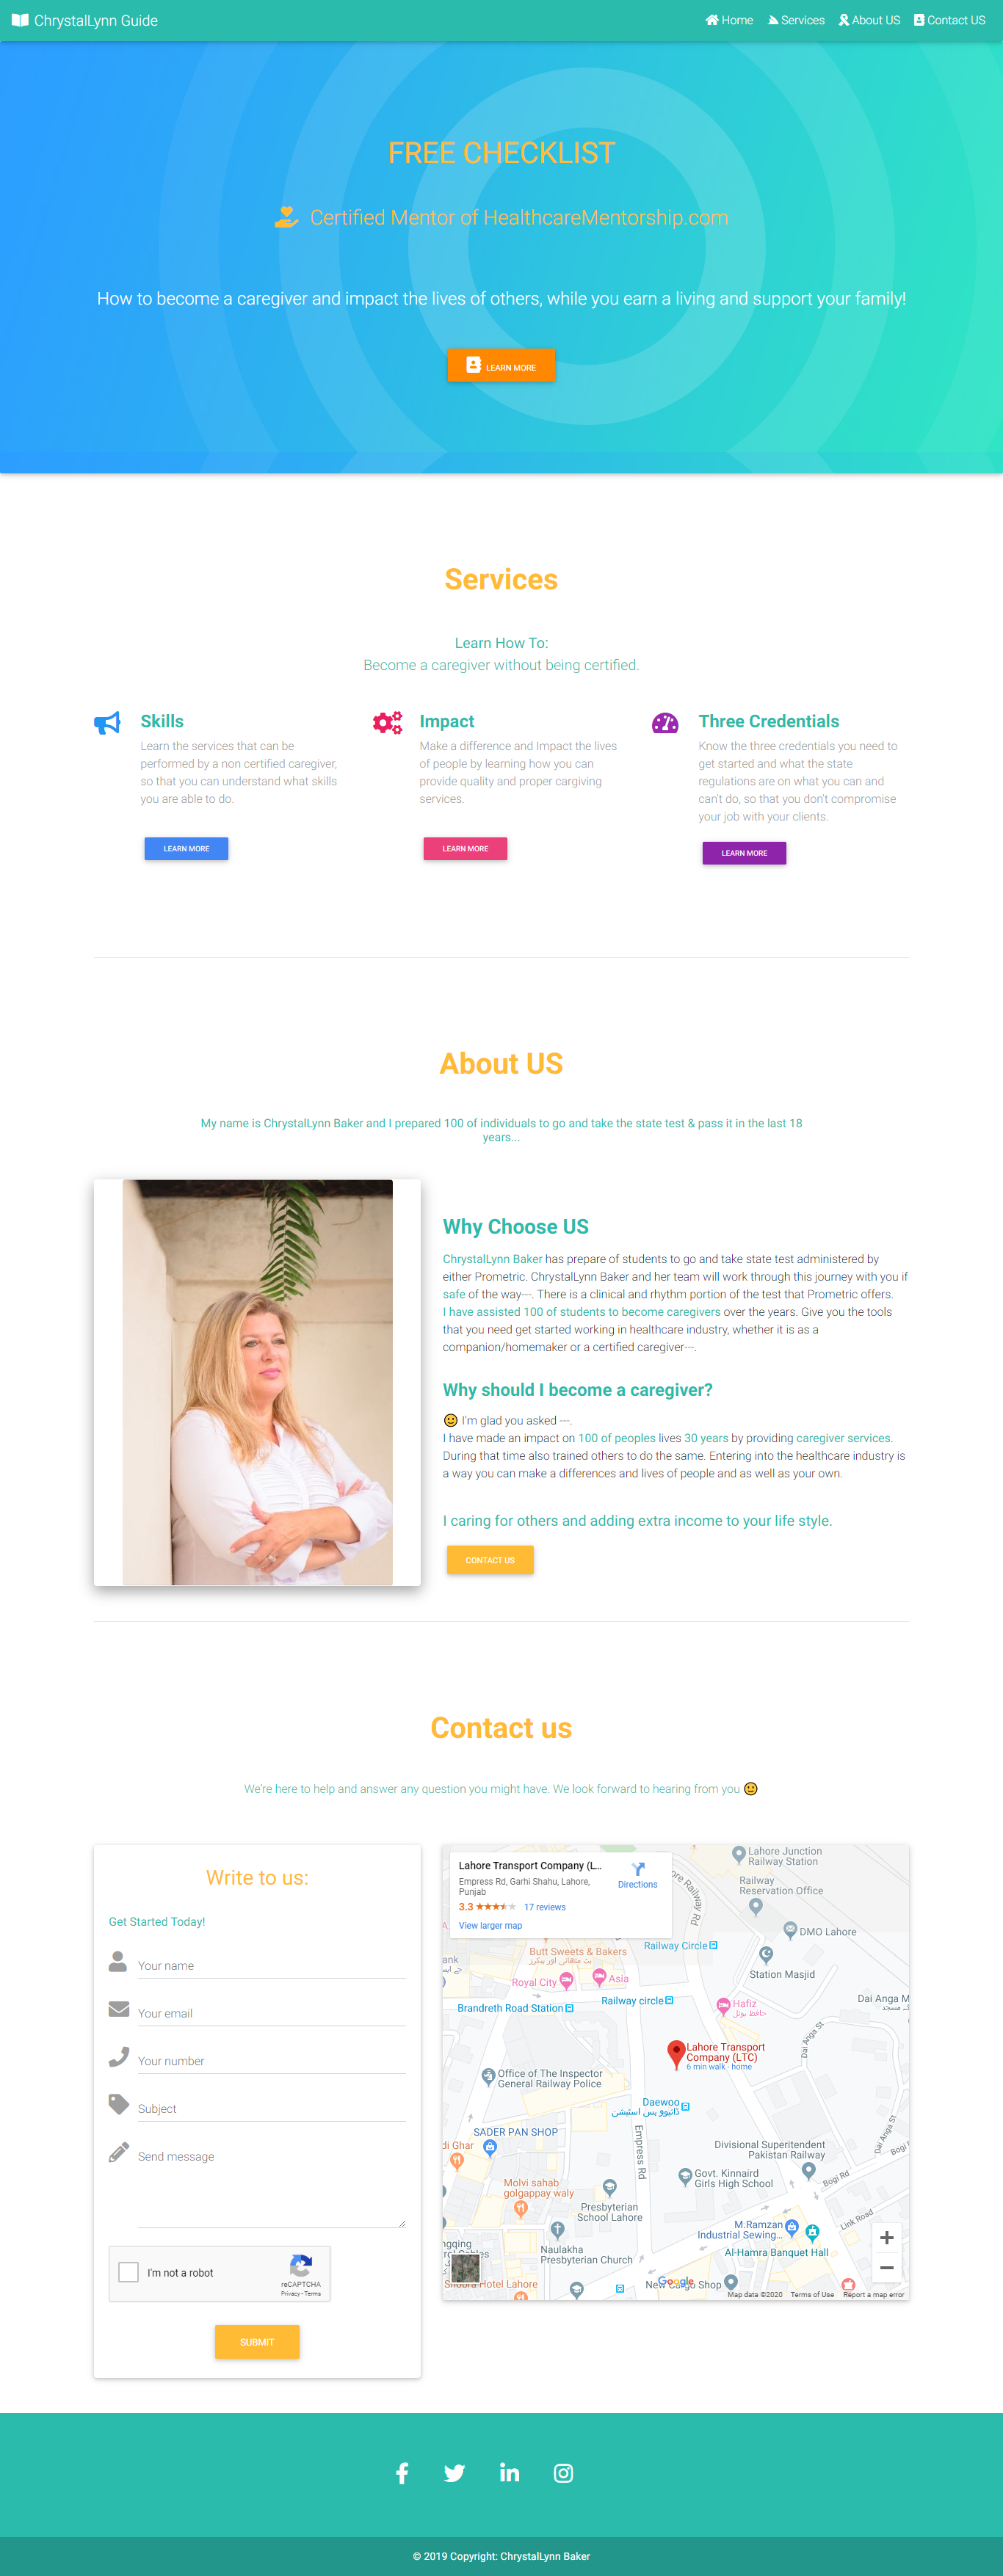 ChrystalLynn Guide
Home Services About US Contact US
FREE CHECKLIST
Certified Mentor of HealthcareMentorship.com
How to become a caregiver and impact the lives of others, while you earn a living and support your family!
LEARN MORE
Services
Learn How To:
Become a caregiver without being certified.
Skills
Learn the services that can be
performed by a non certified caregiver,
so that you can understand what skills
you are able to do.
LEARN MORE
Impact
Make a difference and Impact the lives
of people by learning how you can
provide quality and proper cargiving
services.
LEARN MORE
Three Credentials
Know the three credentials you need to
get started and what the state
regulations are on what you can and
can't do, so that you don't compromise
your job with your clients.
LEARN MORE
About US
My name is ChrystalLynn Baker and I prepared 100 of individuals to go and take the state test & pass it in the last 18
years...
Why Choose US
ChrystalLynn Baker has prepare of students to go and take state test administered by
either Prometric. ChrystalLynn Baker and her team will work through this journey with you if
safe of the way---. There is a clinical and rhythm portion of the test that Prometric offers.
I have assisted 100 of students to become caregivers over the years. Give you the tools
that you need get started working in healthcare industry, whether it is as a
companion/homemaker or a certified caregiver---.
Why should I become a caregiver?
I'm glad you asked ---.
I have made an impact on 100 of peoples lives 30 years by providing caregiver services.
During that time also trained others to do the same. Entering into the healthcare industry is
a way you can make a differences and lives of people and as well as your own.
I caring for others and adding extra income to your life style.
CONTACT US
Contact us
We're here to help and answer any question you might have. We look forward to hearing from you
Write to us:
Get Started Today!
Your name
Your email
Your number
Subject
Send message
I'm not a robot
reCAPTCHA
Privacy - Terms
SUBMIT
Lahore Transport Company (L...
Empress Rd, Garhi Shahu, Lahore,
Punjab
3.3 17 reviews
View larger map
Directions
Lahore Junction
Railway Station
Railway
Reservation Office
DMO Lahore
Railway Circle
Station Masjid
Butt Sweets & Bakers
بٹ مٹھائیاں اور بیکرز
Royal City
Asia
Brandreth Road Station
Railway circle
Hafiz
حافظ ہوٹل
Dai Anga M
Dai Anga St
Lahore Transport
Company (LTC)
6 min walk - home
Office of The Inspector
General Railway Police
Daewoo
ڈائیوو بس اسٹیشن
Empress Rd
SADER PAN SHOP
di Ghar
Divisional Superitendent
Pakistan Railway
Dai Anga St
Bogi R
Molvi sahab
golgappay waly
Govt. Kinnaird
Girls High School
Bogi Rd
Presbyterian
School Lahore
Link Road
M.Ramzan
Industrial Sewing...
Naulakha
Presbyterian Church
Al-Hamra Banquet Hall
Shobra Hotel Lahore
Google
Map data ©2020 Terms of Use Report a map error
© 2019 Copyright: ChrystalLynn Baker